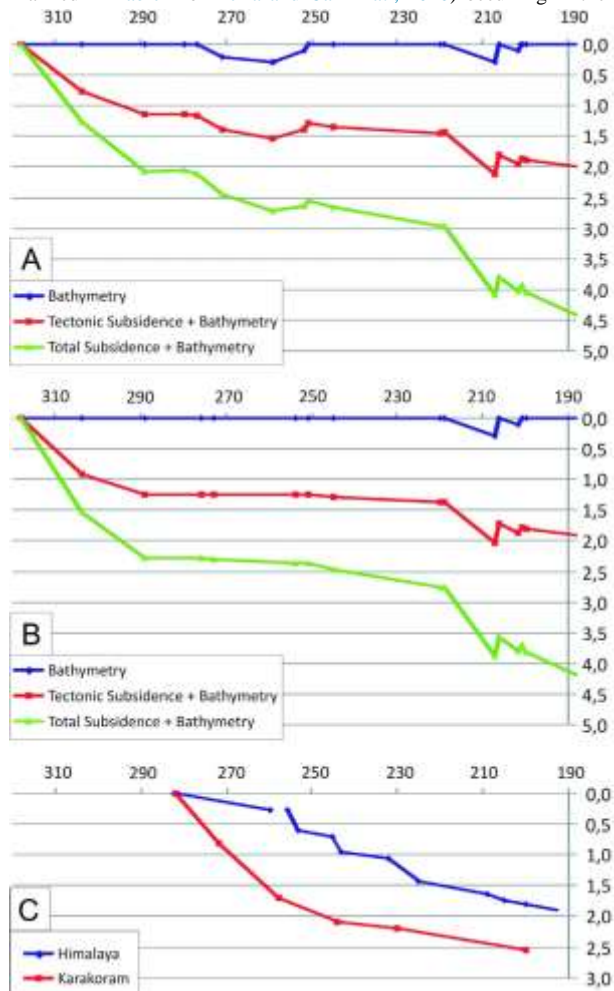 310 290 270 250 230 210 190
0,0
0,5
1,0
1,5
2,0
2,5
3,0
3,5
4,0
4,5
5,0
A
Bathymetry
Tectonic Subsidence + Bathymetry
Total Subsidence + Bathymetry
310 290 270 250 230 210 190
0,0
0,5
1,0
1,5
2,0
2,5
3,0
3,5
4,0
4,5
5,0
B
Bathymetry
Tectonic Subsidence + Bathymetry
Total Subsidence + Bathymetry
310 290 270 250 230 210 190
0,0
0,5
1,0
1,5
2,0
2,5
3,0
C
Himalaya
Karakoram